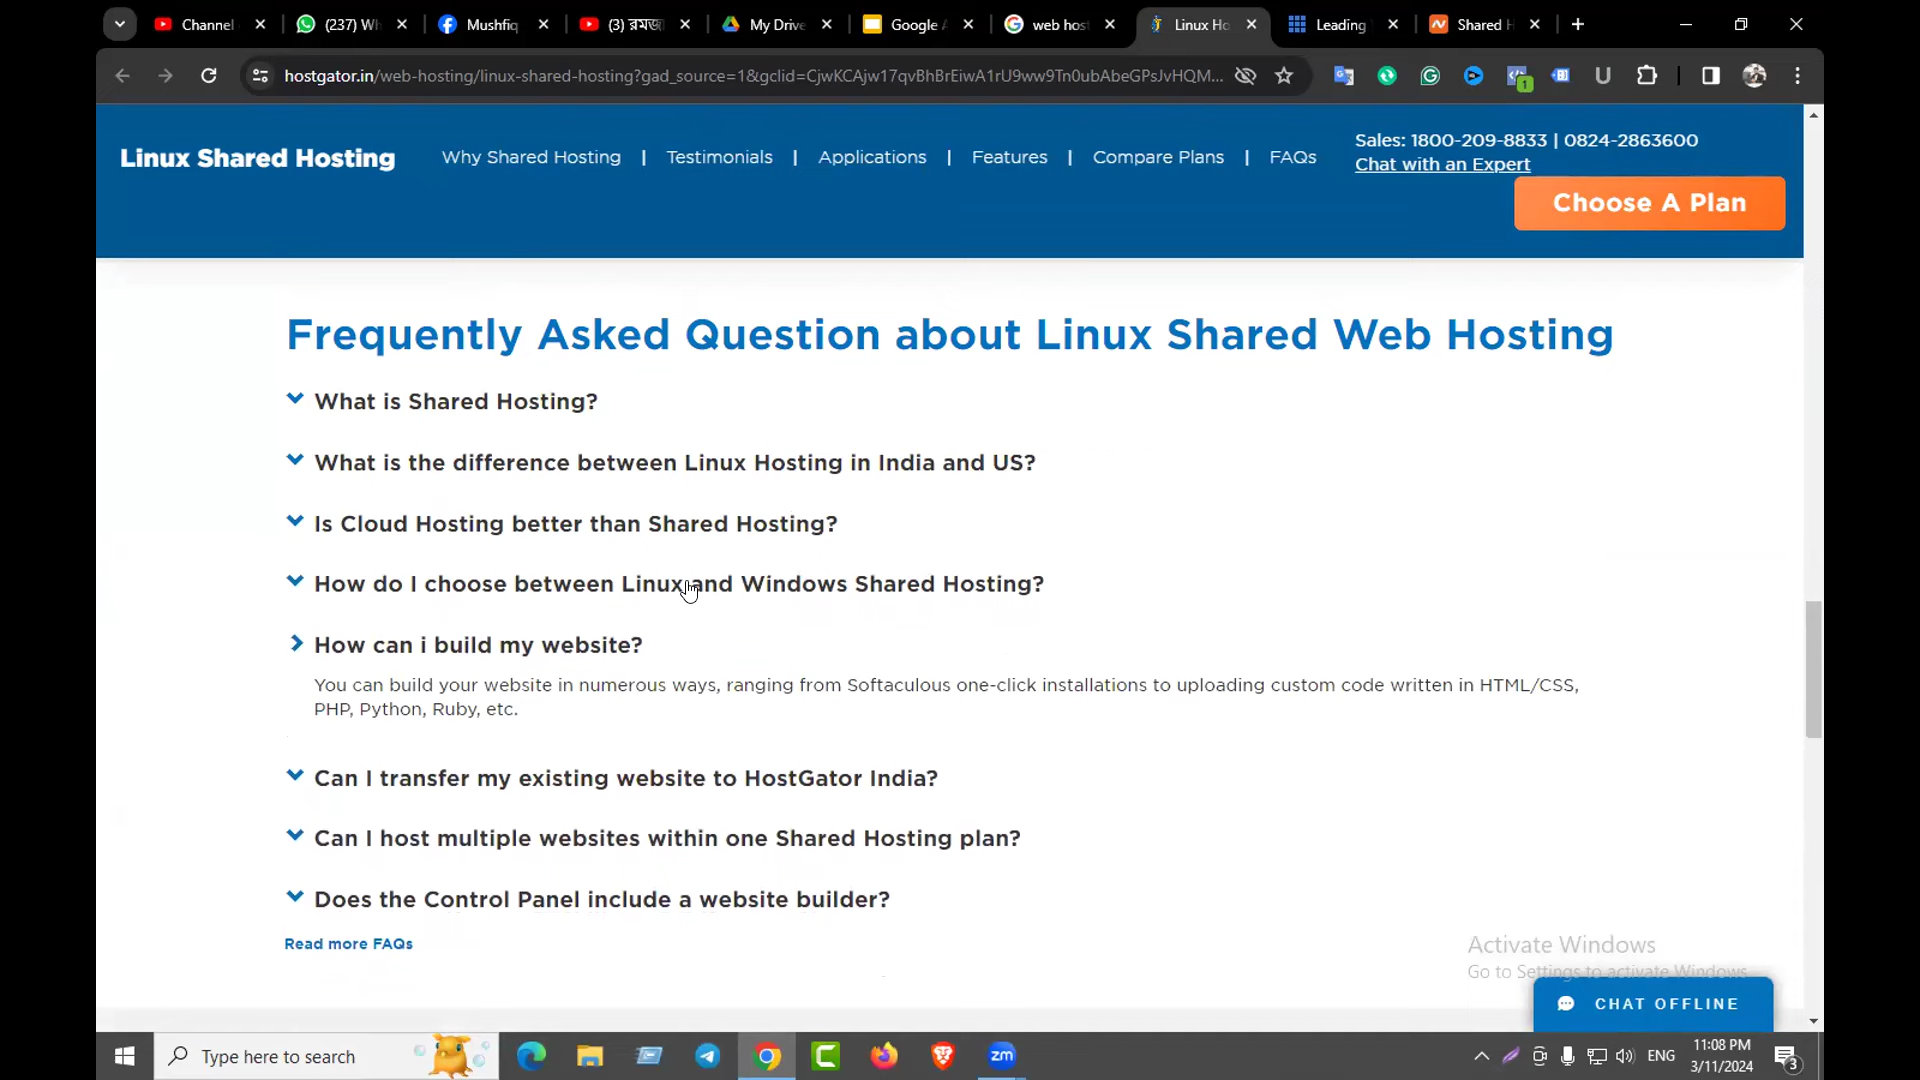 Channel
(237) Wh
Mushfiq
(3) রমজা
My Drive
Google A
web host
Linux Ho
Leading
Shared H
hostgator.in/web-hosting/linux-shared-hosting?gad_source=1&gclid=CjwKCAjw17qvBhBrEiwA1rU9ww9Tn0ubAbeGPsJvHQM...
1
U
Linux Shared Hosting
Why Shared Hosting | Testimonials | Applications | Features | Compare Plans | FAQs
Sales: 1800-209-8833 | 0824-2863600
Chat with an Expert
Choose A Plan
Frequently Asked Question about Linux Shared Web Hosting
What is Shared Hosting?
What is the difference between Linux Hosting in India and US?
Is Cloud Hosting better than Shared Hosting?
How do I choose between Linux and Windows Shared Hosting?
How can i build my website?
You can build your website in numerous ways, ranging from Softaculous one-click installations to uploading custom code written in HTML/CSS,
PHP, Python, Ruby, etc.
Can I transfer my existing website to HostGator India?
Can I host multiple websites within one Shared Hosting plan?
Does the Control Panel include a website builder?
Read more FAQs
Activate Windows
Go to Settings to activate Windows.
CHAT OFFLINE
Type here to search
zm
ENG
11:08 PM
3/11/2024
3